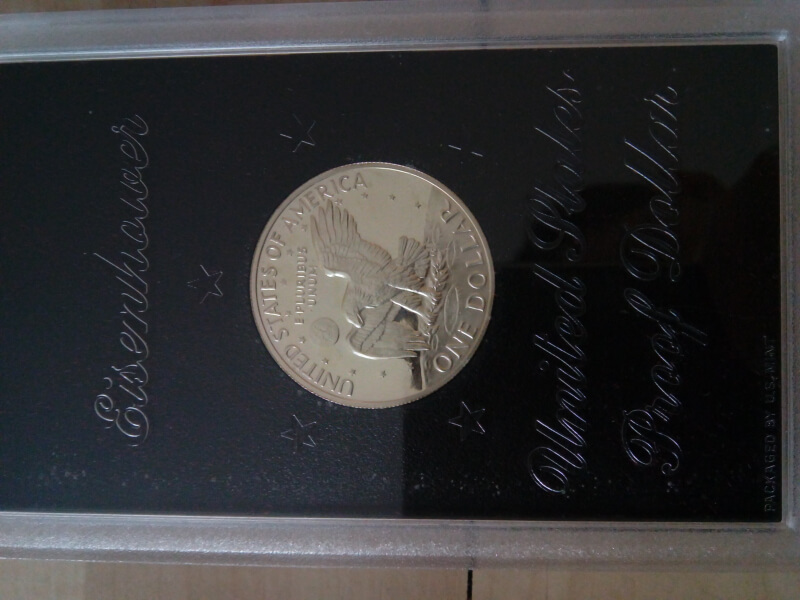 Eisenhower
UNITED STATES OF AMERICA
E PLURIBUS
UNUM
ONE DOLLAR
United States
Proof Dollar
PACKAGED BY U.S. MINT